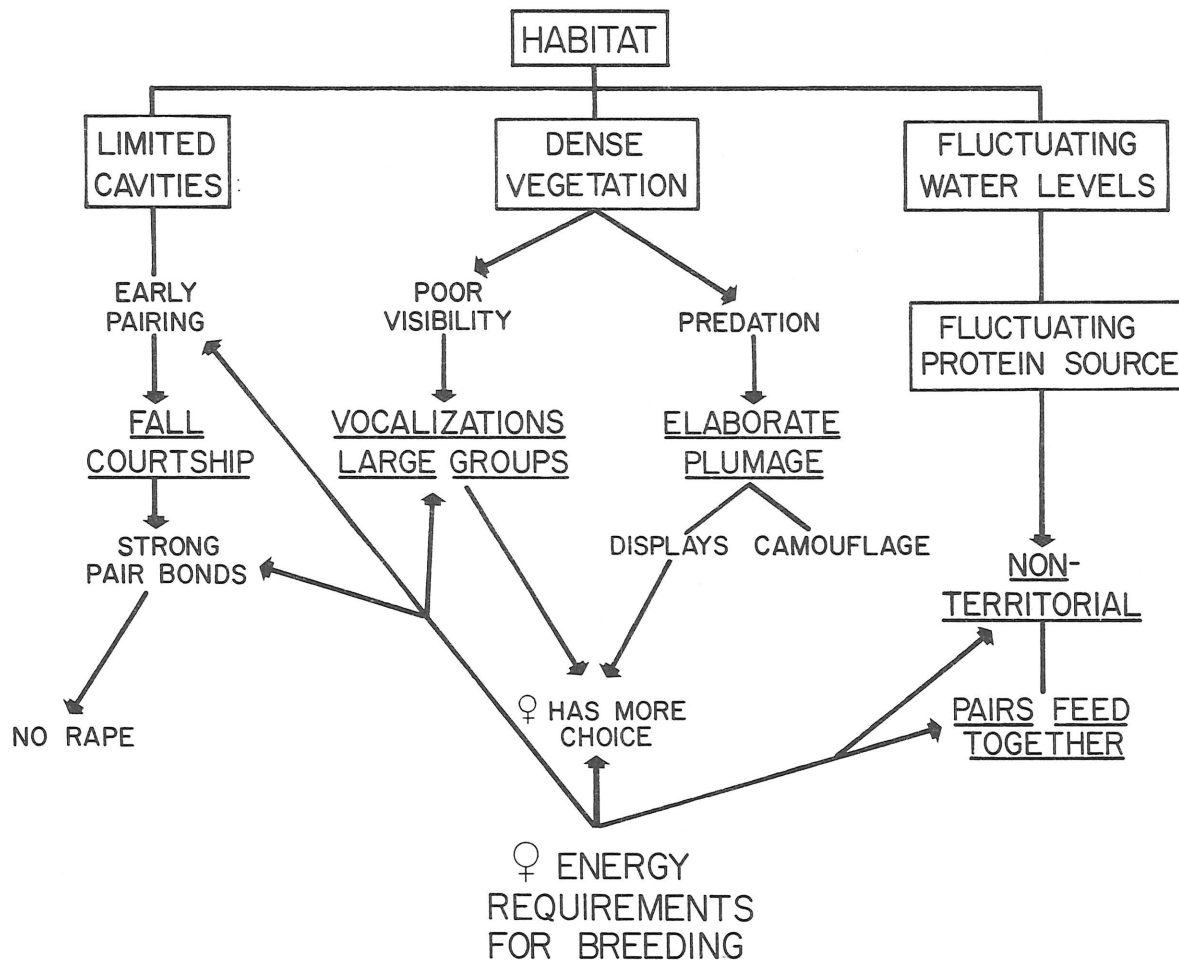 HABITAT
LIMITED
CAVITIES
DENSE
VEGETATION
FLUCTUATING
WATER LEVELS
EARLY
PAIRING
POOR
VISIBILITY
PREDATION
FLUCTUATING
PROTEIN SOURCE
FALL
COURTSHIP
VOCALIZATIONS
LARGE GROUPS
ELABORATE
PLUMAGE
STRONG
PAIR BONDS
DISPLAYS CAMOUFLAGE
NON-
TERRITORIAL
NO RAPE
♀ HAS MORE
CHOICE
PAIRS FEED
TOGETHER
♀ ENERGY
REQUIREMENTS
FOR BREEDING